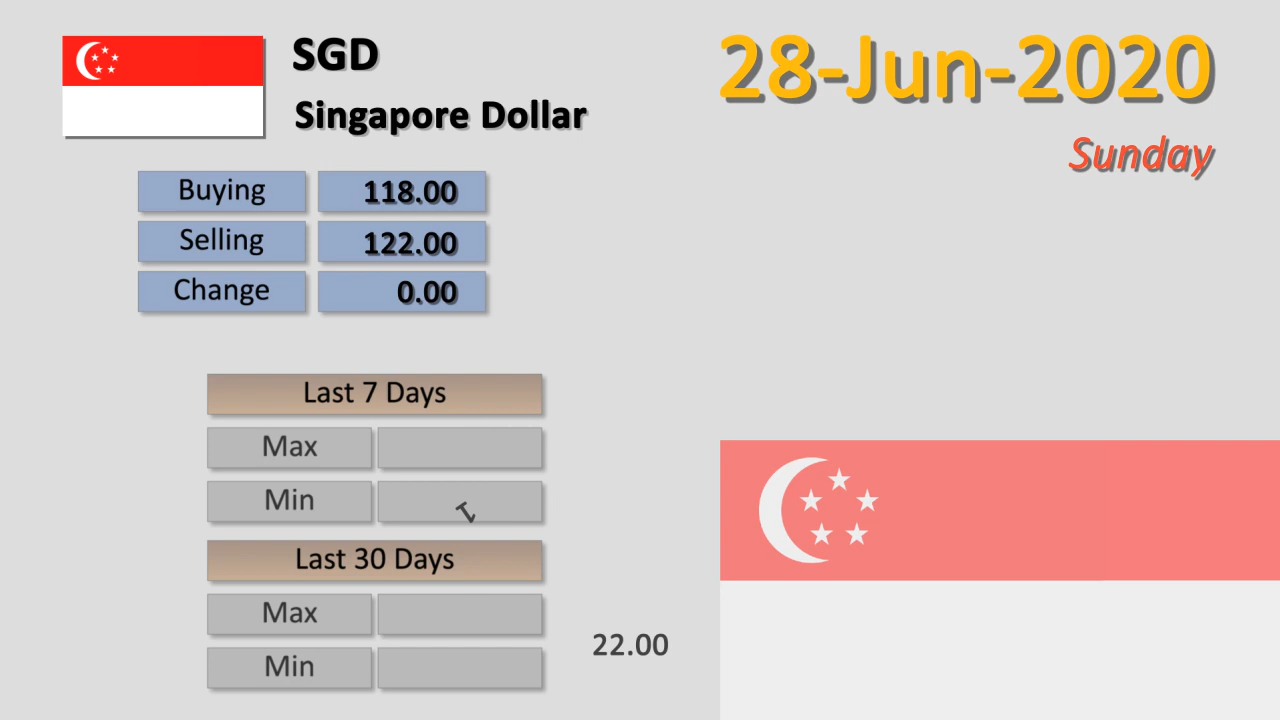 SGD
Singapore Dollar
28-Jun-2020
Sunday
Buying 118.00
Selling 122.00
Change 0.00
Last 7 Days
Max
Min 1
Last 30 Days
Max
22.00
Min